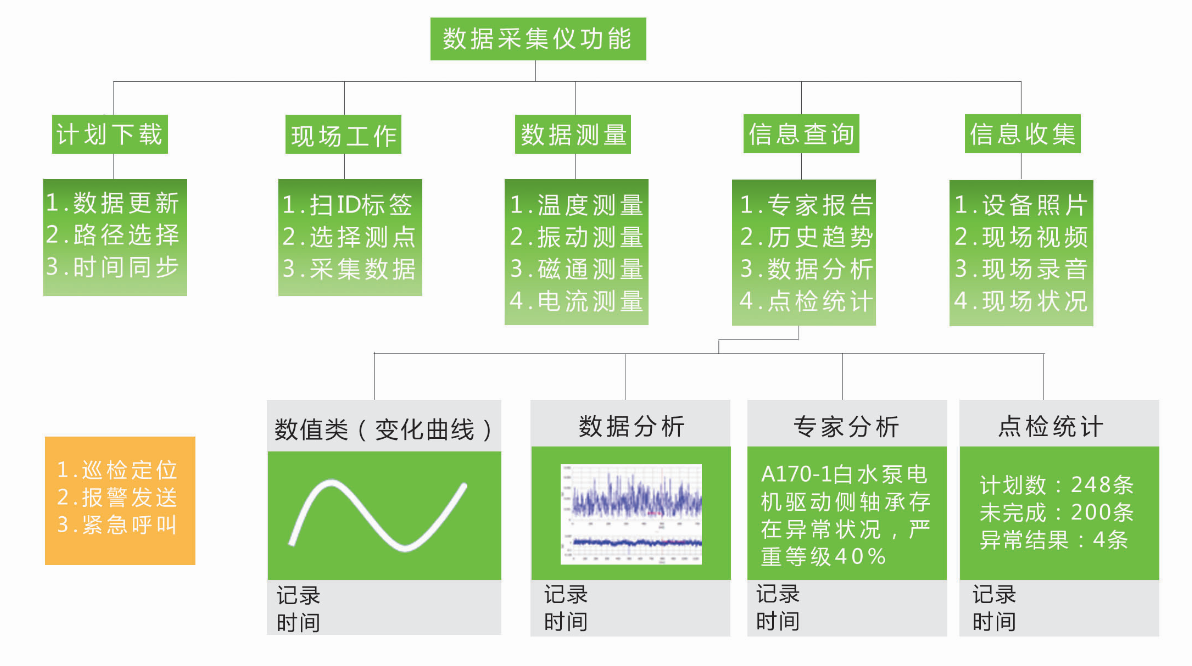 数据采集仪功能
计划下载
现场工作
数据测量
信息查询
信息收集
1.数据更新
2.路径选择
3.时间同步
1.扫ID标签
2.选择测点
3.采集数据
1.温度测量
2.振动测量
3.磁通测量
4.电流测量
1.专家报告
2.历史趋势
3.数据分析
4.点检统计
1.设备照片
2.现场视频
3.现场录音
4.现场状况
1.巡检定位
2.报警发送
3.紧急呼叫
数值类（变化曲线）
记录
时间
数据分析
记录
时间
专家分析
A170-1白水泵电
机驱动侧轴承存
在异常状况，严
重等级40%
记录
时间
点检统计
计划数：248条
未完成：200条
异常结果：4条
记录
时间